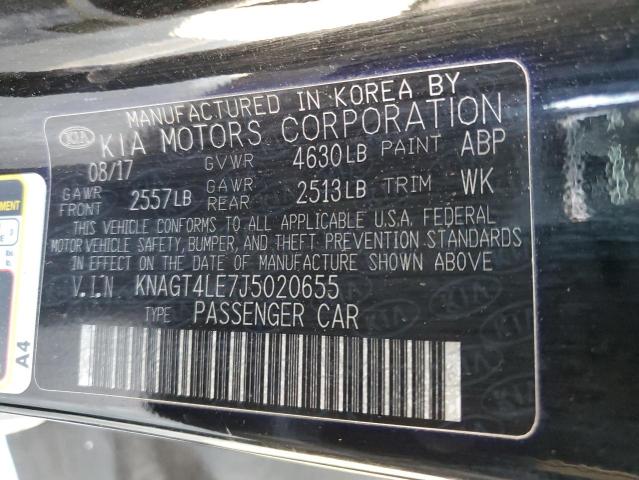 MANUFACTURED IN KOREA BY
KIA KIA MOTORS CORPORATION
08/17 GVWR 4630LB PAINT ABP
GAWR FRONT 2557LB GAWR REAR 2513LB TRIM WK
THIS VEHICLE CONFORMS TO ALL APPLICABLE U.S.A. FEDERAL
MOTOR VEHICLE SAFETY, BUMPER, AND THEFT PREVENTION STANDARDS
IN EFFECT ON THE DATE OF MANUFACTURE SHOWN ABOVE
V.I.N KNAGT4LE7J5020655
TYPE: PASSENGER CAR
A4